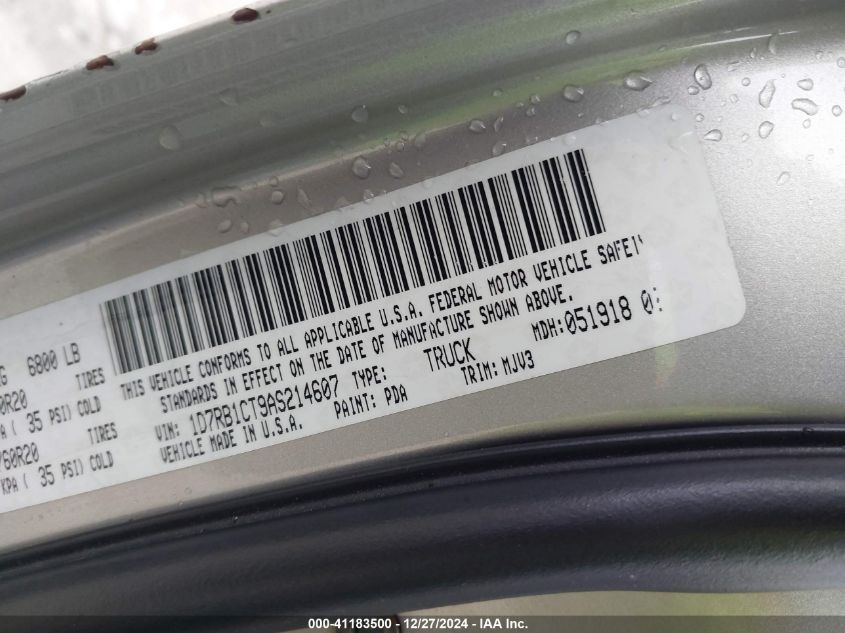 6800 LB
TIRES
0R20
( 35 PSI) COLD
TIRES
/60R20
KPA ( 35 PSI) COLD
THIS VEHICLE CONFORMS TO ALL APPLICABLE U.S.A. FEDERAL MOTOR VEHICLE SAFETY
STANDARDS IN EFFECT ON THE DATE OF MANUFACTURE SHOWN ABOVE.
VIN: 1D7RB1CT9AS214607 TYPE: TRUCK MDH: 051918 0
VEHICLE MADE IN U.S.A. PAINT: PDA TRIM: MJV3
000-41183500 - 12/27/2024 - IAA Inc.